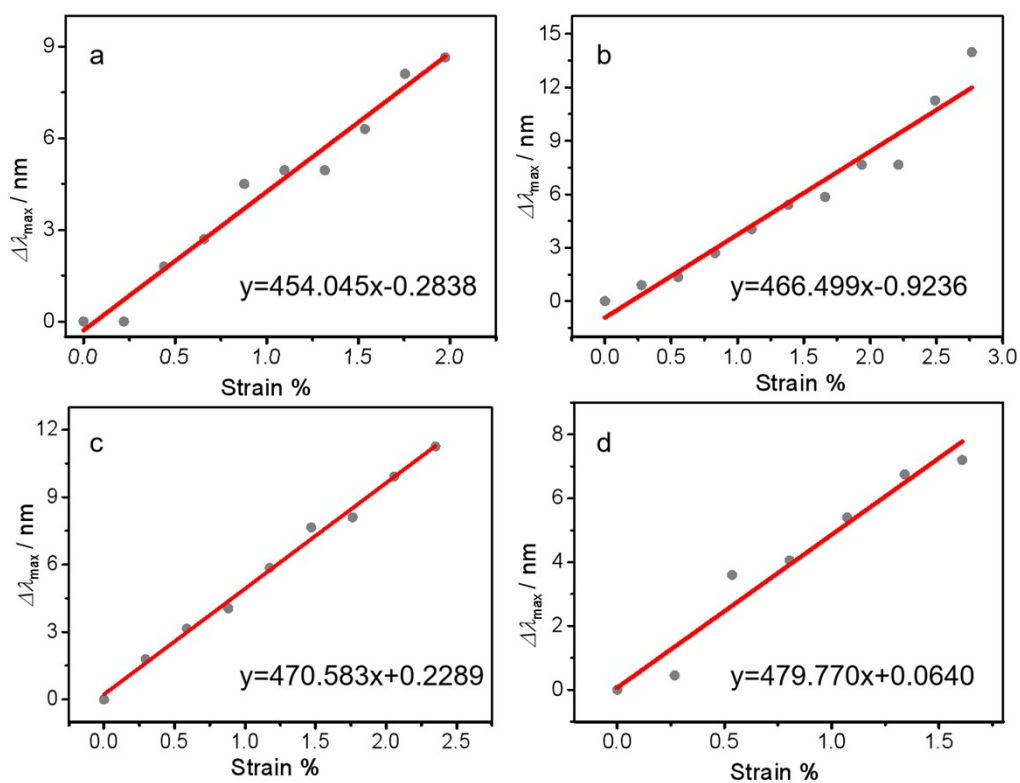 a
9
6
3
0
Δλmax / nm
y=454.045x-0.2838
0.0 0.5 1.0 1.5 2.0
Strain %
b
15
12
9
6
3
0
Δλmax / nm
y=466.499x-0.9236
0.0 0.5 1.0 1.5 2.0 2.5 3.0
Strain %
c
12
9
6
3
0
Δλmax / nm
y=470.583x+0.2289
0.0 0.5 1.0 1.5 2.0 2.5
Strain %
d
8
6
4
2
0
Δλmax / nm
y=479.770x+0.0640
0.0 0.5 1.0 1.5
Strain %